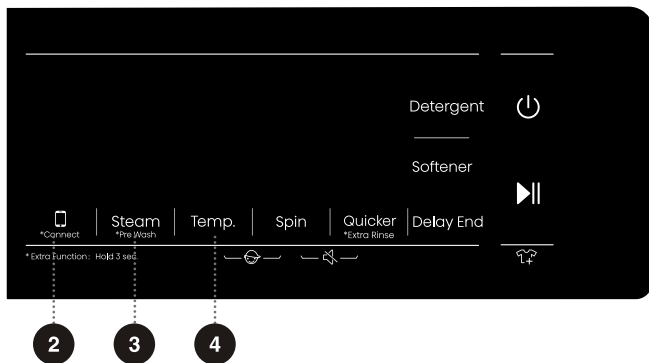 Detergent
Softener
Steam Temp. Spin Quicker Delay End
*Connect *Pre Wash *Extra Rinse
* Extra Function: Hold 3 sec.
2 3 4